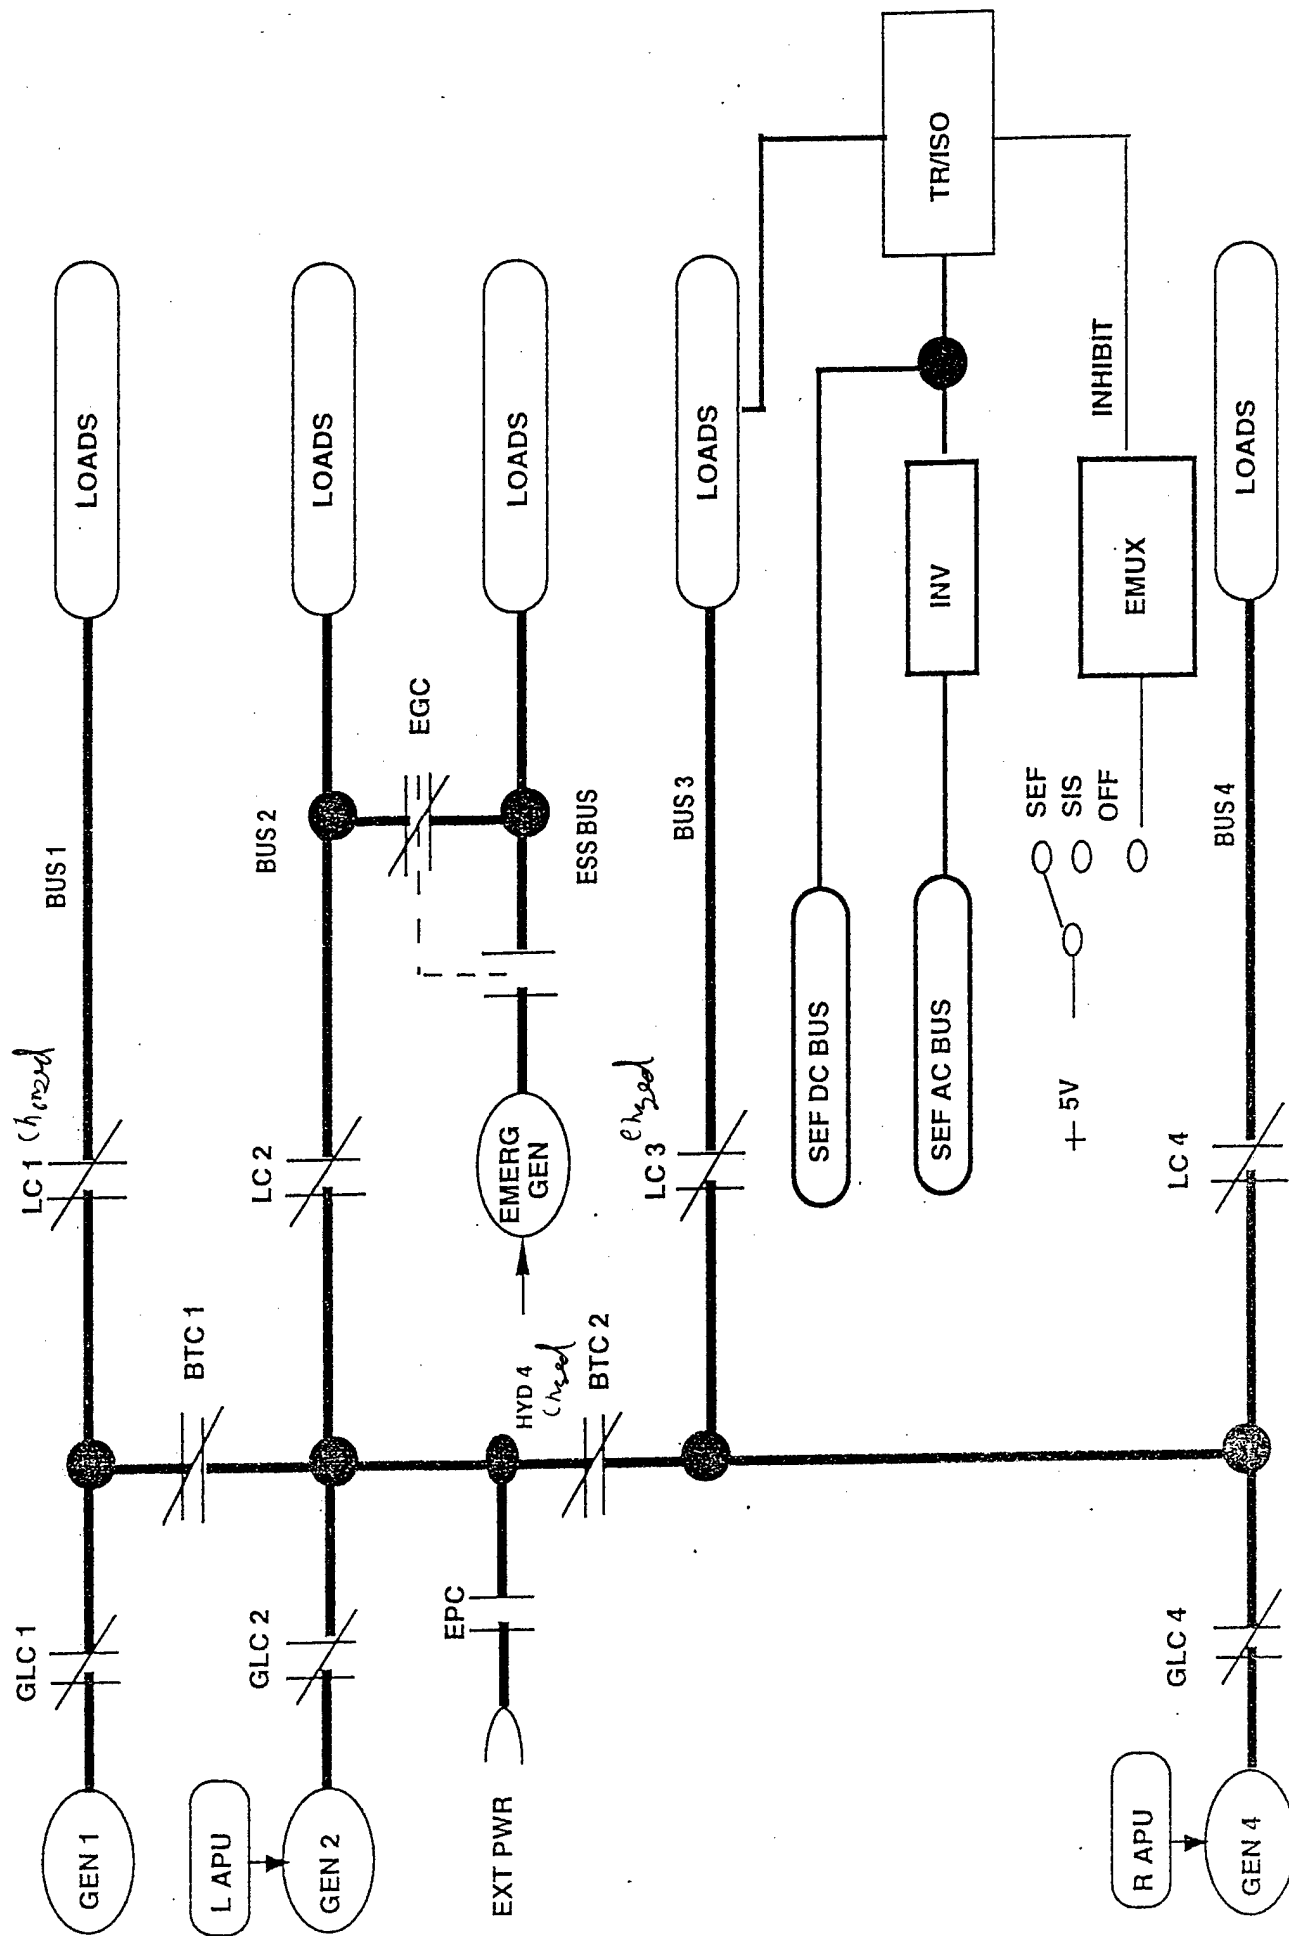 GEN 1
GLC 1
LC 1
BUS 1
LOADS
BTC 1
L APU
GEN 2
GLC 2
LC 2
BUS 2
LOADS
EGC
EXT PWR
EPC
HYD 4
EMERG
GEN
ESS BUS
LOADS
BTC 2
LC 3
BUS 3
LOADS
SEF DC BUS
SEF AC BUS
INV
TR/ISO
+ 5V
SEF
SIS
OFF
EMUX
INHIBIT
R APU
GEN 4
GLC 4
LC 4
BUS 4
LOADS